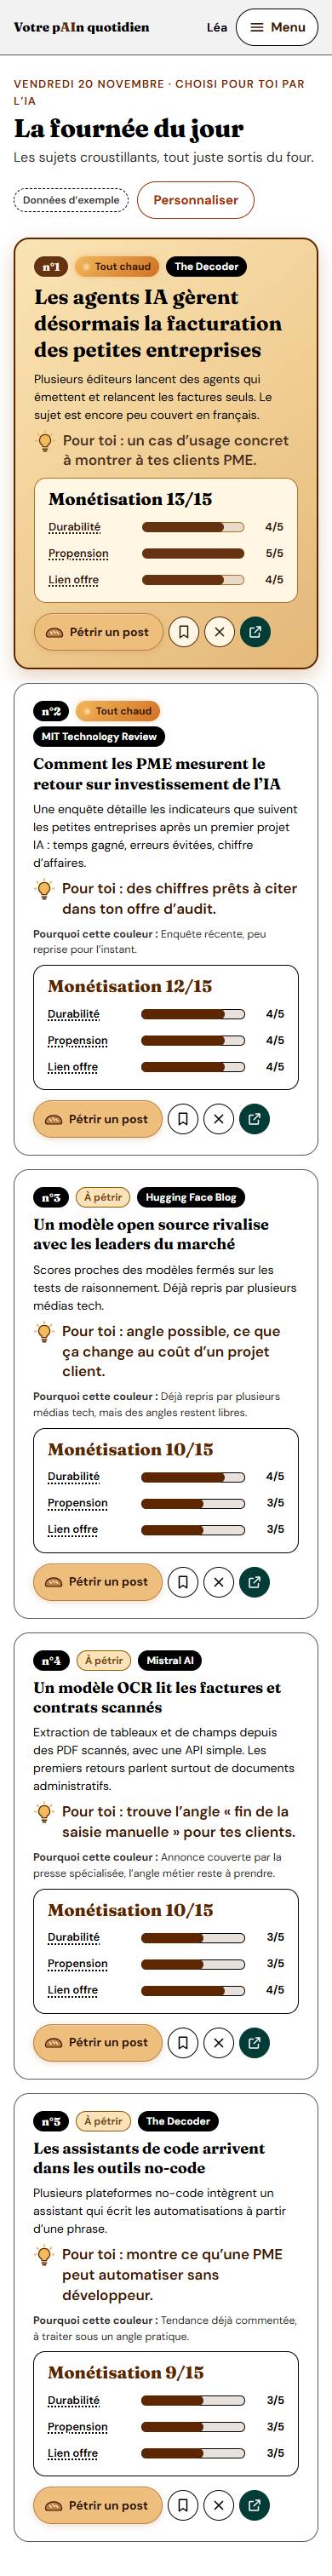 Votre pAIn quotidien
Léa
Menu
VENDREDI 20 NOVEMBRE · CHOISI POUR TOI PAR
L’IA
La fournée du jour
Les sujets croustillants, tout juste sortis du four.
Données d’exemple
Personnaliser
n°1
Tout chaud
The Decoder
Les agents IA gèrent
désormais la facturation
des petites entreprises
Plusieurs éditeurs lancent des agents qui
émettent et relancent les factures seuls. Le
sujet est encore peu couvert en français.
Pour toi : un cas d’usage concret
à montrer à tes clients PME.
Monétisation 13/15
Durabilité 4/5
Propension 5/5
Lien offre 4/5
Pétrir un post
n°2
Tout chaud
MIT Technology Review
Comment les PME mesurent le
retour sur investissement de l’IA
Une enquête détaille les indicateurs que suivent
les petites entreprises après un premier projet
IA : temps gagné, erreurs évitées, chiffre
d’affaires.
Pour toi : des chiffres prêts à citer
dans ton offre d’audit.
Pourquoi cette couleur : Enquête récente, peu
reprise pour l’instant.
Monétisation 12/15
Durabilité 4/5
Propension 4/5
Lien offre 4/5
Pétrir un post
n°3
À pétrir
Hugging Face Blog
Un modèle open source rivalise
avec les leaders du marché
Scores proches des modèles fermés sur les
tests de raisonnement. Déjà repris par plusieurs
médias tech.
Pour toi : angle possible, ce que
ça change au coût d’un projet
client.
Pourquoi cette couleur : Déjà repris par plusieurs
médias tech, mais des angles restent libres.
Monétisation 10/15
Durabilité 4/5
Propension 3/5
Lien offre 3/5
Pétrir un post
n°4
À pétrir
Mistral AI
Un modèle OCR lit les factures et
contrats scannés
Extraction de tableaux et de champs depuis
des PDF scannés, avec une API simple. Les
premiers retours parlent surtout de documents
administratifs.
Pour toi : trouve l’angle « fin de la
saisie manuelle » pour tes clients.
Pourquoi cette couleur : Annonce couverte par la
presse spécialisée, l’angle métier reste à prendre.
Monétisation 10/15
Durabilité 3/5
Propension 3/5
Lien offre 4/5
Pétrir un post
n°5
À pétrir
The Decoder
Les assistants de code arrivent
dans les outils no-code
Plusieurs plateformes no-code intègrent un
assistant qui écrit les automatisations à partir
d’une phrase.
Pour toi : montre ce qu’une PME
peut automatiser sans
développeur.
Pourquoi cette couleur : Tendance déjà commentée,
à traiter sous un angle pratique.
Monétisation 9/15
Durabilité 3/5
Propension 3/5
Lien offre 3/5
Pétrir un post